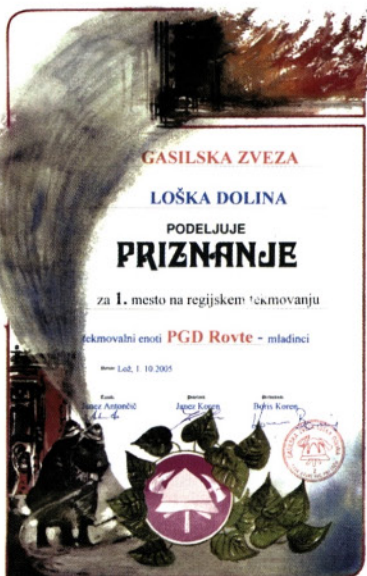 GASILSKA ZVEZA
LOŠKA DOLINA
PODELJUJE
PRIZNANJE
za 1. mesto na regijskem tekmovanju
tekmovalni enoti PGD Rovte - mladinci
Lož, 1. 10. 2005
Janez Antončič Janez Koren Boris Koren